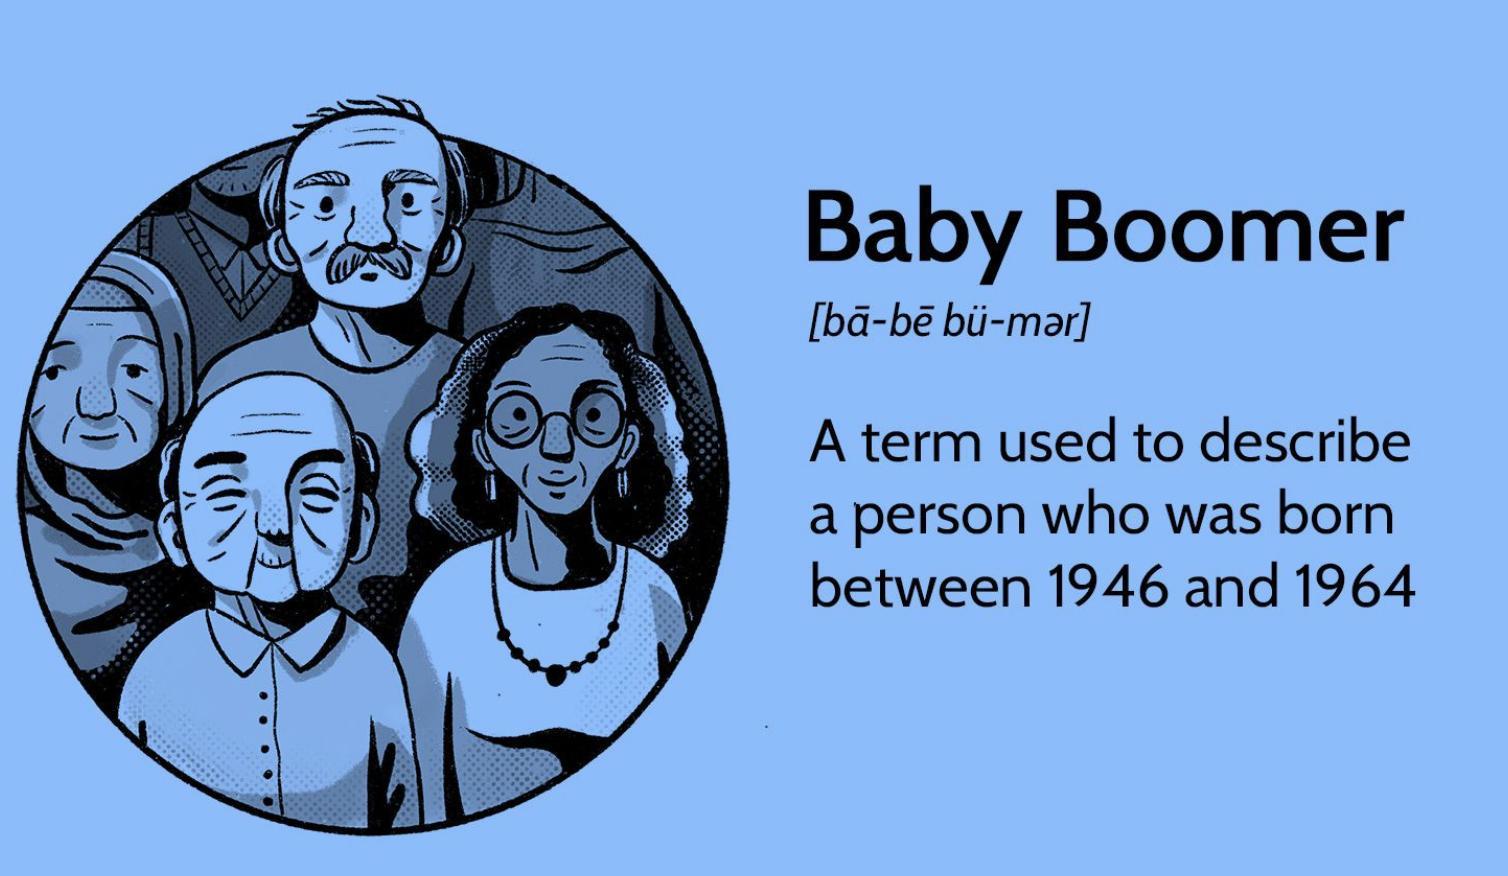 Baby Boomer
[bā-bē bü-mər]
A term used to describe
a person who was born
between 1946 and 1964